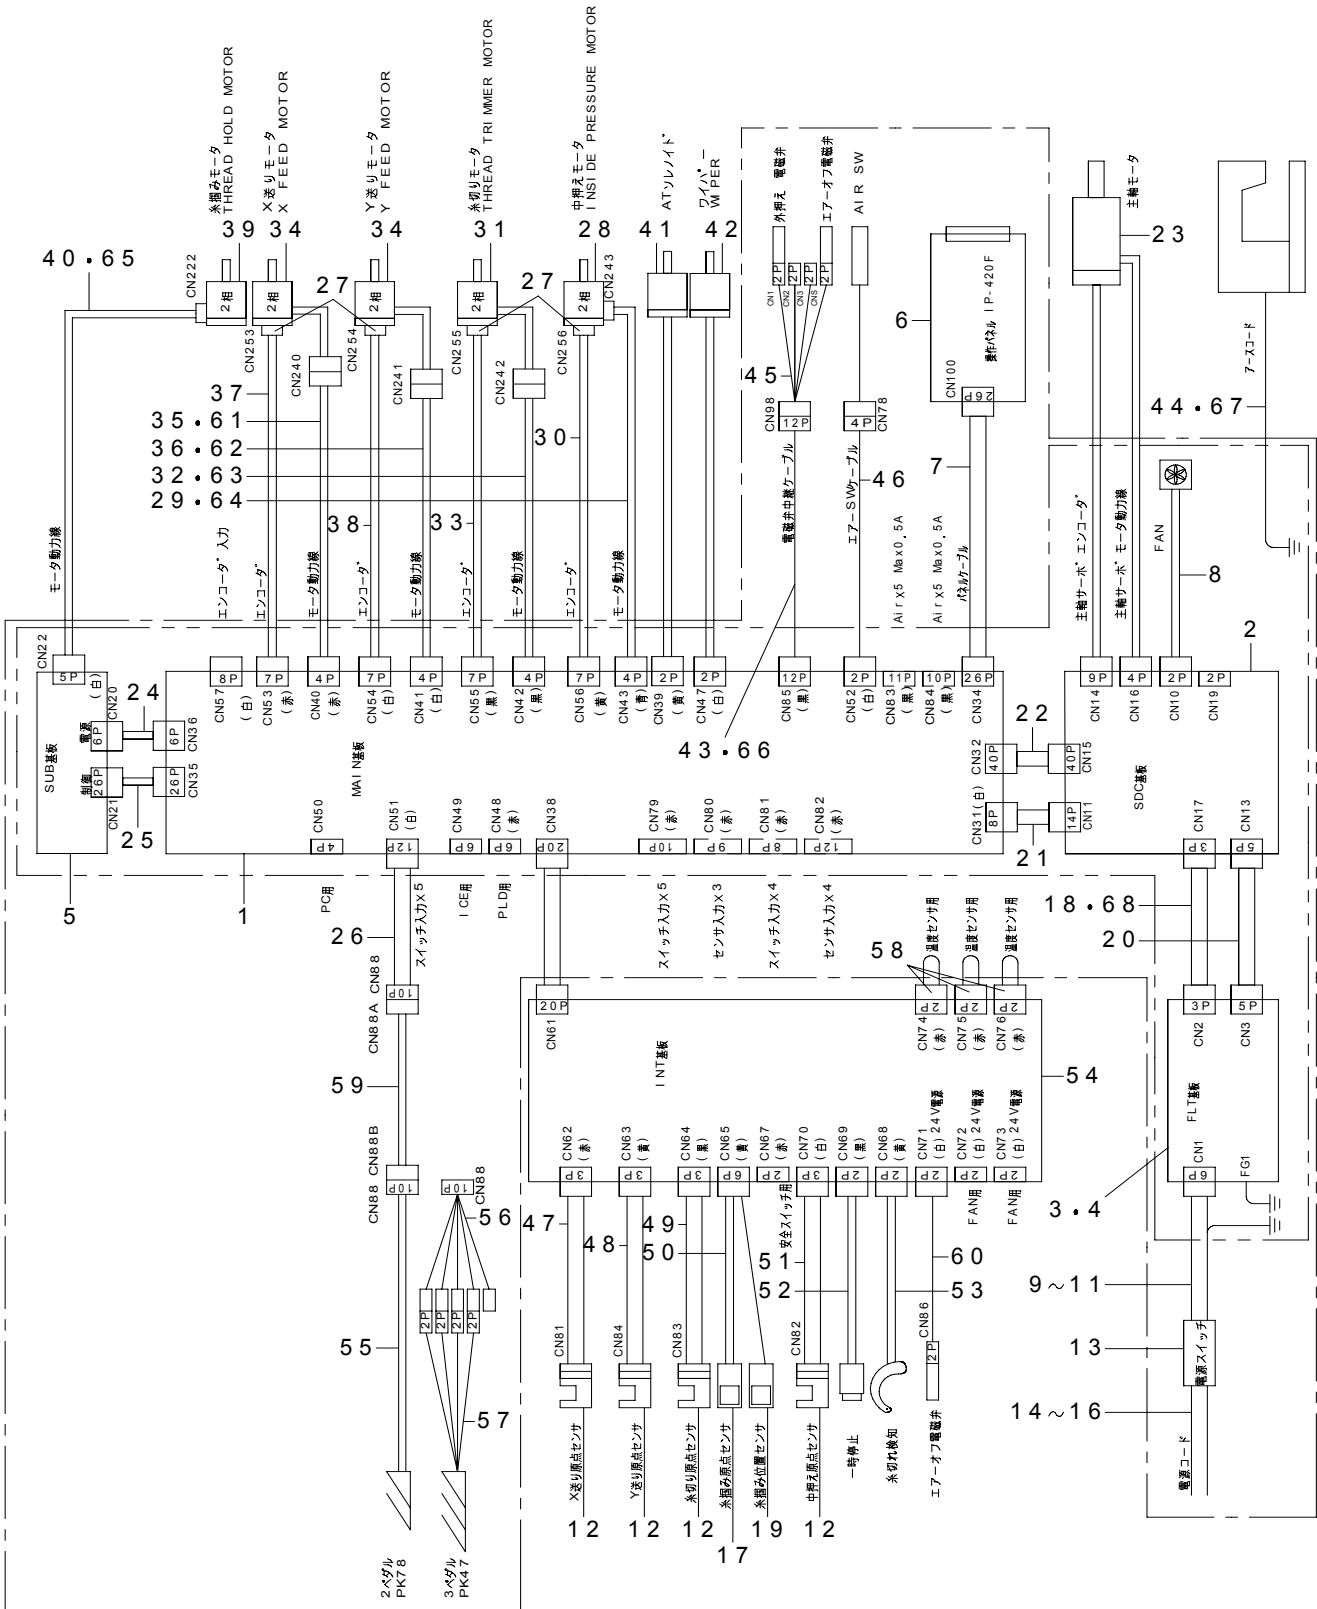 糸掴みモータ
THREAD HOLD MOTOR
X送りモータ
X FEED MOTOR
Y送りモータ
Y FEED MOTOR
糸切りモータ
THREAD TRIMMER MOTOR
中押えモータ
INSIDE PRESSURE MOTOR
ATソレノイド
ワイパー
WIPER
39
34
34
31
28
41
42
40・65
27
27
CN222
2相
2相
2相
2相
2相
CN243
CN253
CN254
CN255
CN256
CN240
CN241
CN242
37
35・61
36・62
32・63
29・64
38
33
30
外押え 電磁弁
エアーオフ電磁弁
AIR SW
2P
2P
2P
2P
CN1
CN2
CN3
45
CN98
12P
4P
CN78
電磁弁中継ケーブル
エアーSWケーブル
46
6
操作パネル IP-420F
CN100
26P
7
パネルケーブル
Airx5 Max0.5A
Airx5 Max0.5A
主軸モータ
23
アースコード
44・67
FAN
8
主軸サーボ エンコーダ
主軸サーボ モータ動力線
2
モータ動力線
エンコーダ 入力
エンコーダ
モータ動力線
エンコーダ
モータ動力線
エンコーダ
モータ動力線
エンコーダ
モータ動力線
CN22
5P
(白)
CN20
24
電源
6P
6P
CN36
SUB基板
制御
26P
26P
CN35
CN21
25
5
8P
CN57
(白)
7P
CN53
(赤)
4P
CN40
(赤)
7P
CN54
(白)
4P
CN41
(白)
7P
CN55
(黒)
4P
CN42
(黒)
7P
CN56
(黄)
4P
CN43
(青)
2P
CN39
(黄)
2P
CN47
(白)
12P
CN85
(黒)
2P
CN52
(白)
11P
CN83
(黒)
10P
CN84
(黒)
26P
CN34
MAIN基板
43・66
CN32
40P
22
40P
CN15
CN31(白)
8P
14P
CN11
21
9P
CN14
4P
CN16
2P
CN10
2P
CN19
SDC基板
CN17
3P
CN13
5P
CN50
4P
CN51
(白)
12P
CN49
6P
CN48
(赤)
6P
CN38
20P
CN79
(赤)
10P
CN80
(赤)
9P
CN81
(赤)
8P
CN82
(赤)
12P
1
PC用
スイッチ入力×5
ICE用
PLD用
スイッチ入力×5
センサ入力×3
スイッチ入力×4
センサ入力×4
26
CN88
10P
CN88A
59
CN88B
CN88
10P
10P
CN88
56
2P
2P
2P
2P
55
57
2ペダル
PK78
3ペダル
PK47
20P
CN61
INT基板
58
温度センサ用
温度センサ用
温度センサ用
2P
CN74
(赤)
2P
CN75
(赤)
2P
CN76
(赤)
54
CN62
(赤)
3P
CN63
(黄)
3P
CN64
(黒)
3P
CN65
(黄)
6P
CN67
(赤)
2P
CN70
(白)
3P
CN69
(黒)
2P
CN68
(黄)
2P
CN71
(白)24V電源
2P
CN72
(白)24V電源
2P
CN73
(白)24V電源
2P
安全スイッチ用
FAN用
FAN用
47
48
49
50
51
52
60
53
CN81
CN84
CN83
CN82
CN86
2P
X送り原点センサ
Y送り原点センサ
糸切り原点センサ
糸掴み原点センサ
糸掴み位置センサ
中押え原点センサ
一時停止
糸切れ検知
エアーオフ電磁弁
12
12
12
17
19
12
18・68
20
3P
CN2
5P
CN3
FLT基板
CN1
6P
FG1
3.4
9~11
13
電源スイッチ
14~16
電源コード